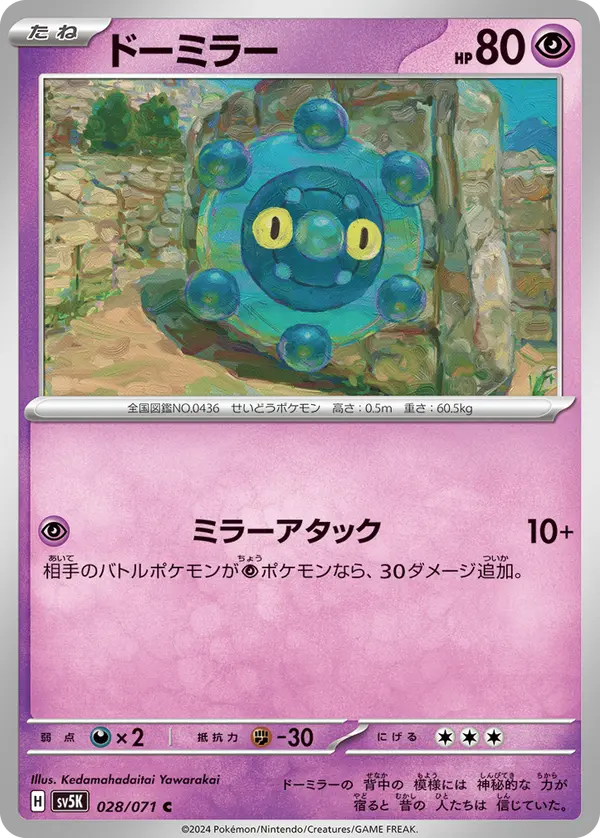 たね ドーミラー HP80
全国図鑑NO.0436 せいどうポケモン 高さ：0.5m 重さ：60.5kg
ミラーアタック 10+
相手のバトルポケモンが超ポケモンなら、30ダメージ追加。
弱点 ×2 抵抗力 -30 にげる
Illus. Kedamahadaitai Yawarakai
ドーミラーの 背中の 模様には 神秘的な 力が
宿ると 昔の 人たちは 信じていた。
H SV5K 028/071 C
©2024 Pokémon/Nintendo/Creatures/GAME FREAK.